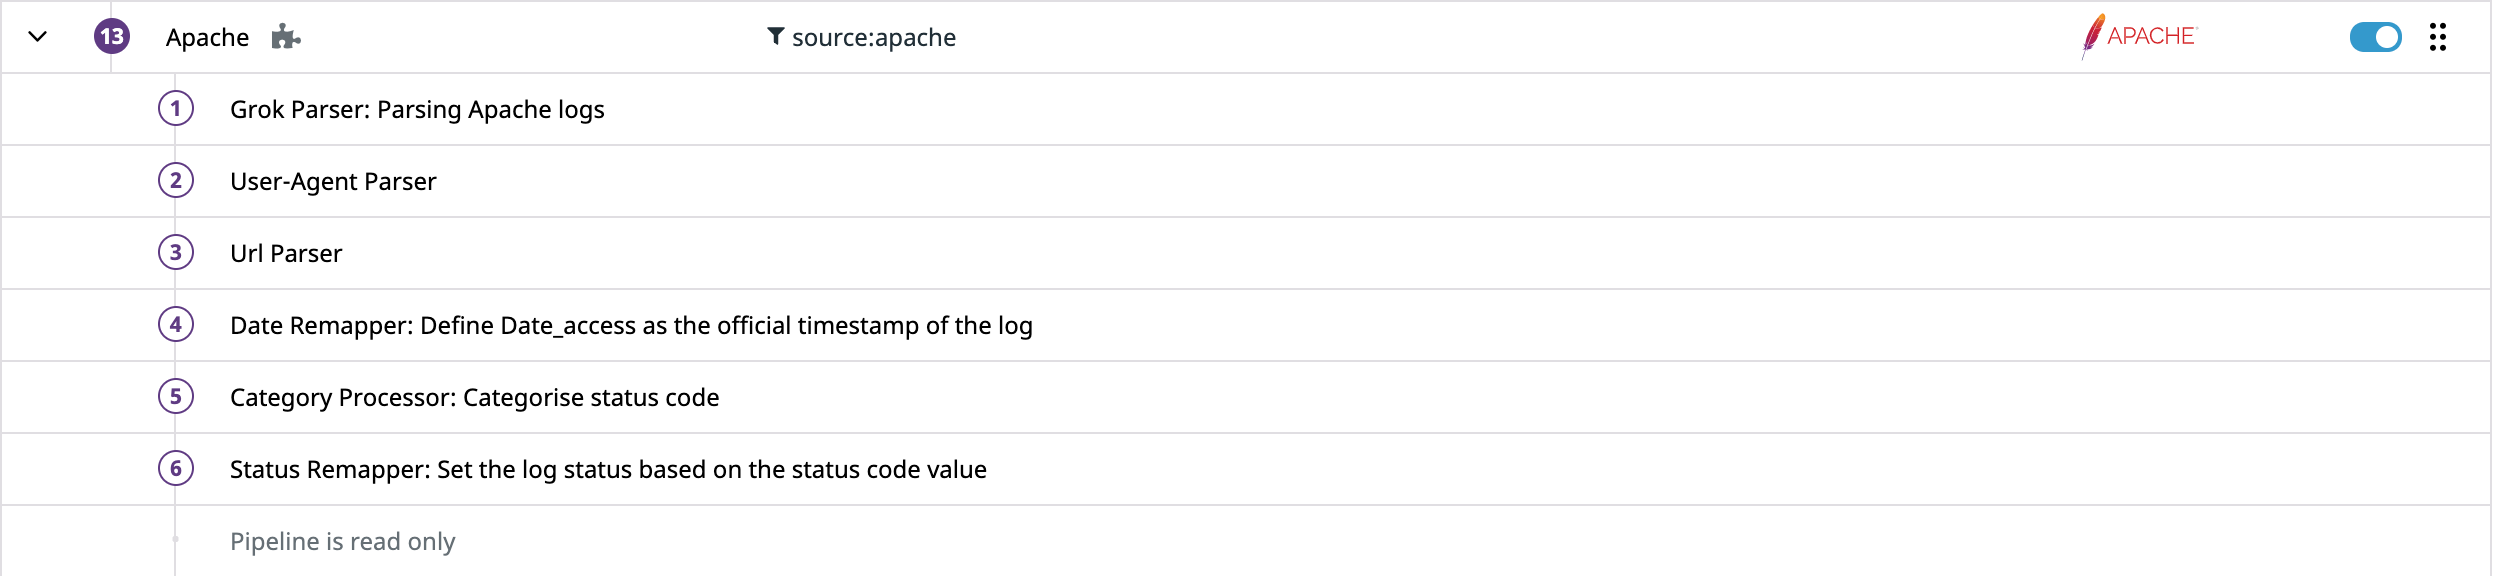 13 Apache source:apache APACHE
1 Grok Parser: Parsing Apache logs
2 User-Agent Parser
3 Url Parser
4 Date Remapper: Define Date_access as the official timestamp of the log
5 Category Processor: Categorise status code
6 Status Remapper: Set the log status based on the status code value
Pipeline is read only